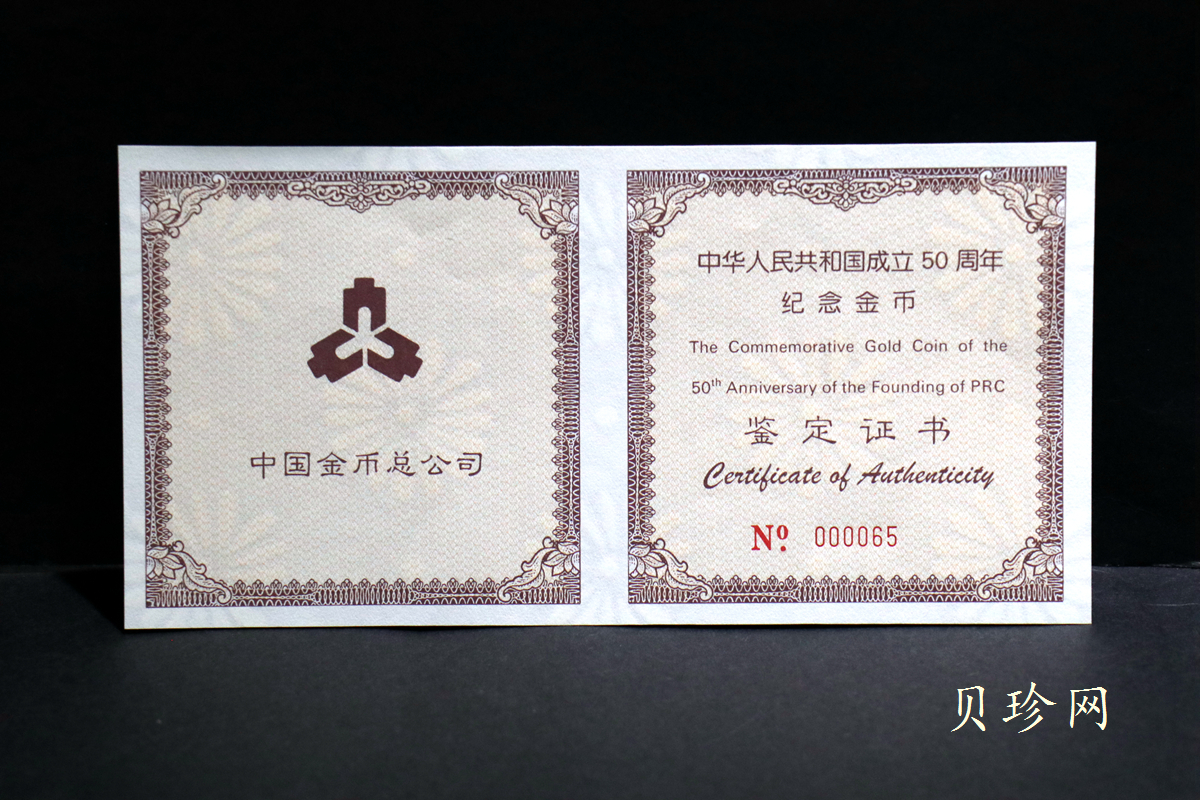 中国金币总公司
中华人民共和国成立 50 周年
纪念金币
The Commemorative Gold Coin of the
50th Anniversary of the Founding of PRC
鉴定证书
Certificate of Authenticity
Nº. 000065
贝珍网